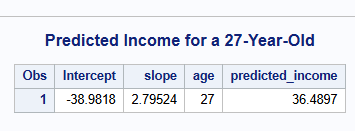 Predicted Income for a 27-Year-Old
Obs Intercept slope age predicted_income
1 -38.9818 2.79524 27 36.4897